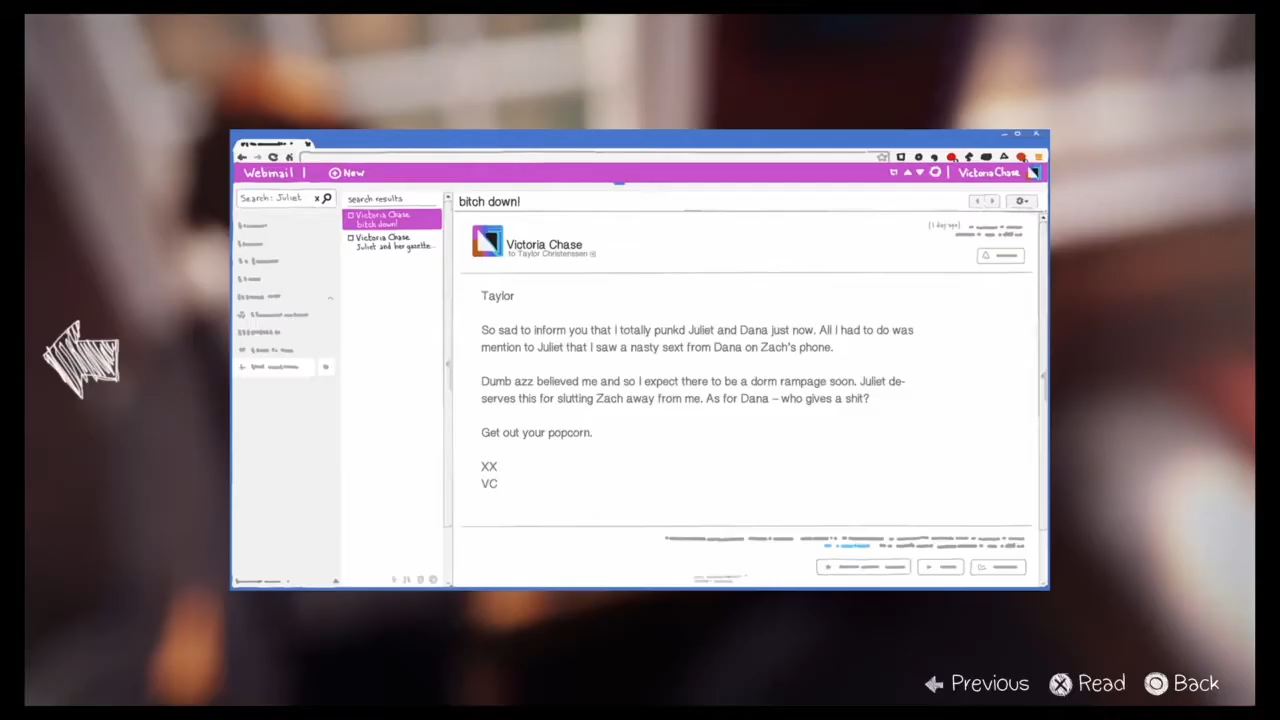 Webmail |
New
Victoria Chase
Search: Juliet x
search results
Victoria Chase
bitch down!
Victoria Chase
Juliet and her gazette...
bitch down!
Victoria Chase
to Taylor Christenssen
(1 day ago)
Taylor
So sad to inform you that I totally punkd Juliet and Dana just now. All I had to do was
mention to Juliet that I saw a nasty sext from Dana on Zach's phone.
Dumb azz believed me and so I expect there to be a dorm rampage soon. Juliet de-
serves this for slutting Zach away from me. As for Dana – who gives a shit?
Get out your popcorn.
XX
VC
Previous
Read
Back